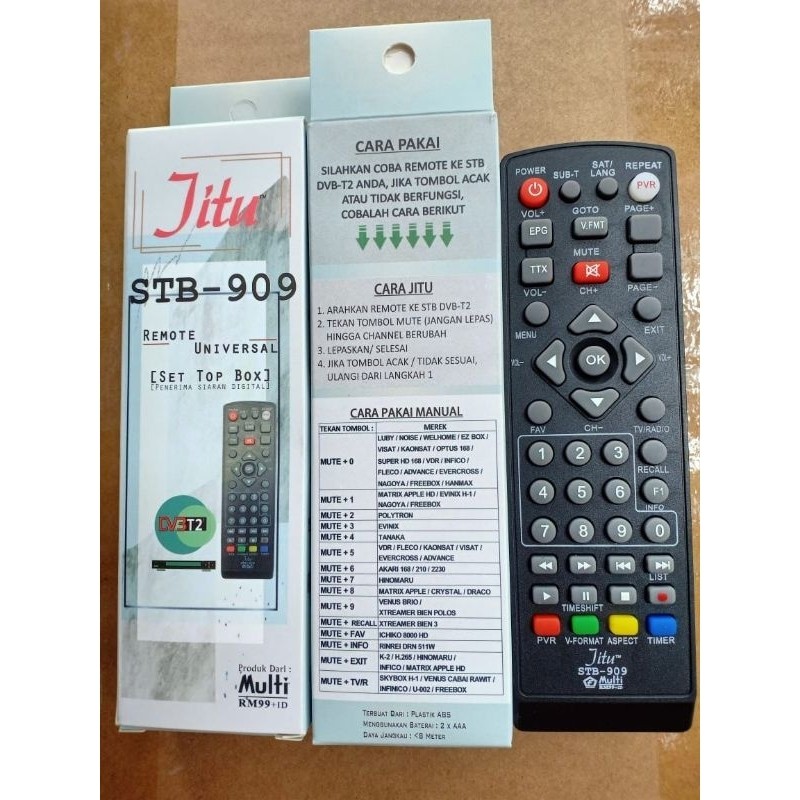 Jitu™
STB-909
REMOTE
UNIVERSAL
[SET TOP BOX]
[PENERIMA SIARAN DIGITAL]
DVB T2
Produk Dari :
Multi
RM99+ID
CARA PAKAI
SILAHKAN COBA REMOTE KE STB
DVB-T2 ANDA, JIKA TOMBOL ACAK
ATAU TIDAK BERFUNGSI,
COBALAH CARA BERIKUT
CARA JITU
1. ARAHKAN REMOTE KE STB DVB-T2
2. TEKAN TOMBOL MUTE (JANGAN LEPAS)
HINGGA CHANNEL BERUBAH
3. LEPASKAN/ SELESAI
4. JIKA TOMBOL ACAK / TIDAK SESUAI,
ULANGI DARI LANGKAH 1
CARA PAKAI MANUAL
TEKAN TOMBOL : MEREK
MUTE + 0 LUBY / NOISE / WELHOME / EZ BOX /
VISAT / KAONSAT / OPTUS 168 /
SUPER HD 168 / VDR / INFICO /
FLECO / ADVANCE / EVERCROSS /
NAGOYA / FREEBOX / HANMAX
MUTE + 1 MATRIX APPLE HD / EVINIX H-1 /
NAGOYA / FREEBOX
MUTE + 2 POLYTRON
MUTE + 3 EVINIX
MUTE + 4 TANAKA
MUTE + 5 VDR / FLECO / KAONSAT / VISAT /
EVERCROSS / ADVANCE
MUTE + 6 AKARI 168 / 210 / 2230
MUTE + 7 HINOMARU
MUTE + 8 MATRIX APPLE / CRYSTAL / DRACO
MUTE + 9 VENUS BRIO /
XTREAMER BIEN POLOS
MUTE + RECALL XTREAMER BIEN 3
MUTE + FAV ICHIKO 8000 HD
MUTE + INFO RINREI DRN 511W
MUTE + EXIT K-2 / H.265 / HINOMARU /
INFICO / MATRIX APPLE HD
MUTE + TV/R SKYBOX H-1 / VENUS CABAI RAWIT /
INFINICO / U-002 / FREEBOX
TERBUAT DARI : PLASTIK ABS
MENGGUNAKAN BATERAI : 2 X AAA
DAYA JANGKAU : <8 METER
POWER SUB-T SAT/
LANG REPEAT
PVR
VOL+ GOTO PAGE+
EPG V.FMT
TTX MUTE
VOL- CH+ PAGE-
MENU EXIT
VOL- OK VOL+
FAV CH- TV/RADIO
1 2 3
RECALL
4 5 6 F1
INFO
7 8 9 0
LIST
TIMESHIFT
PVR V-FORMAT ASPECT TIMER
Jitu™
STB-909
Multi
RM99+ID